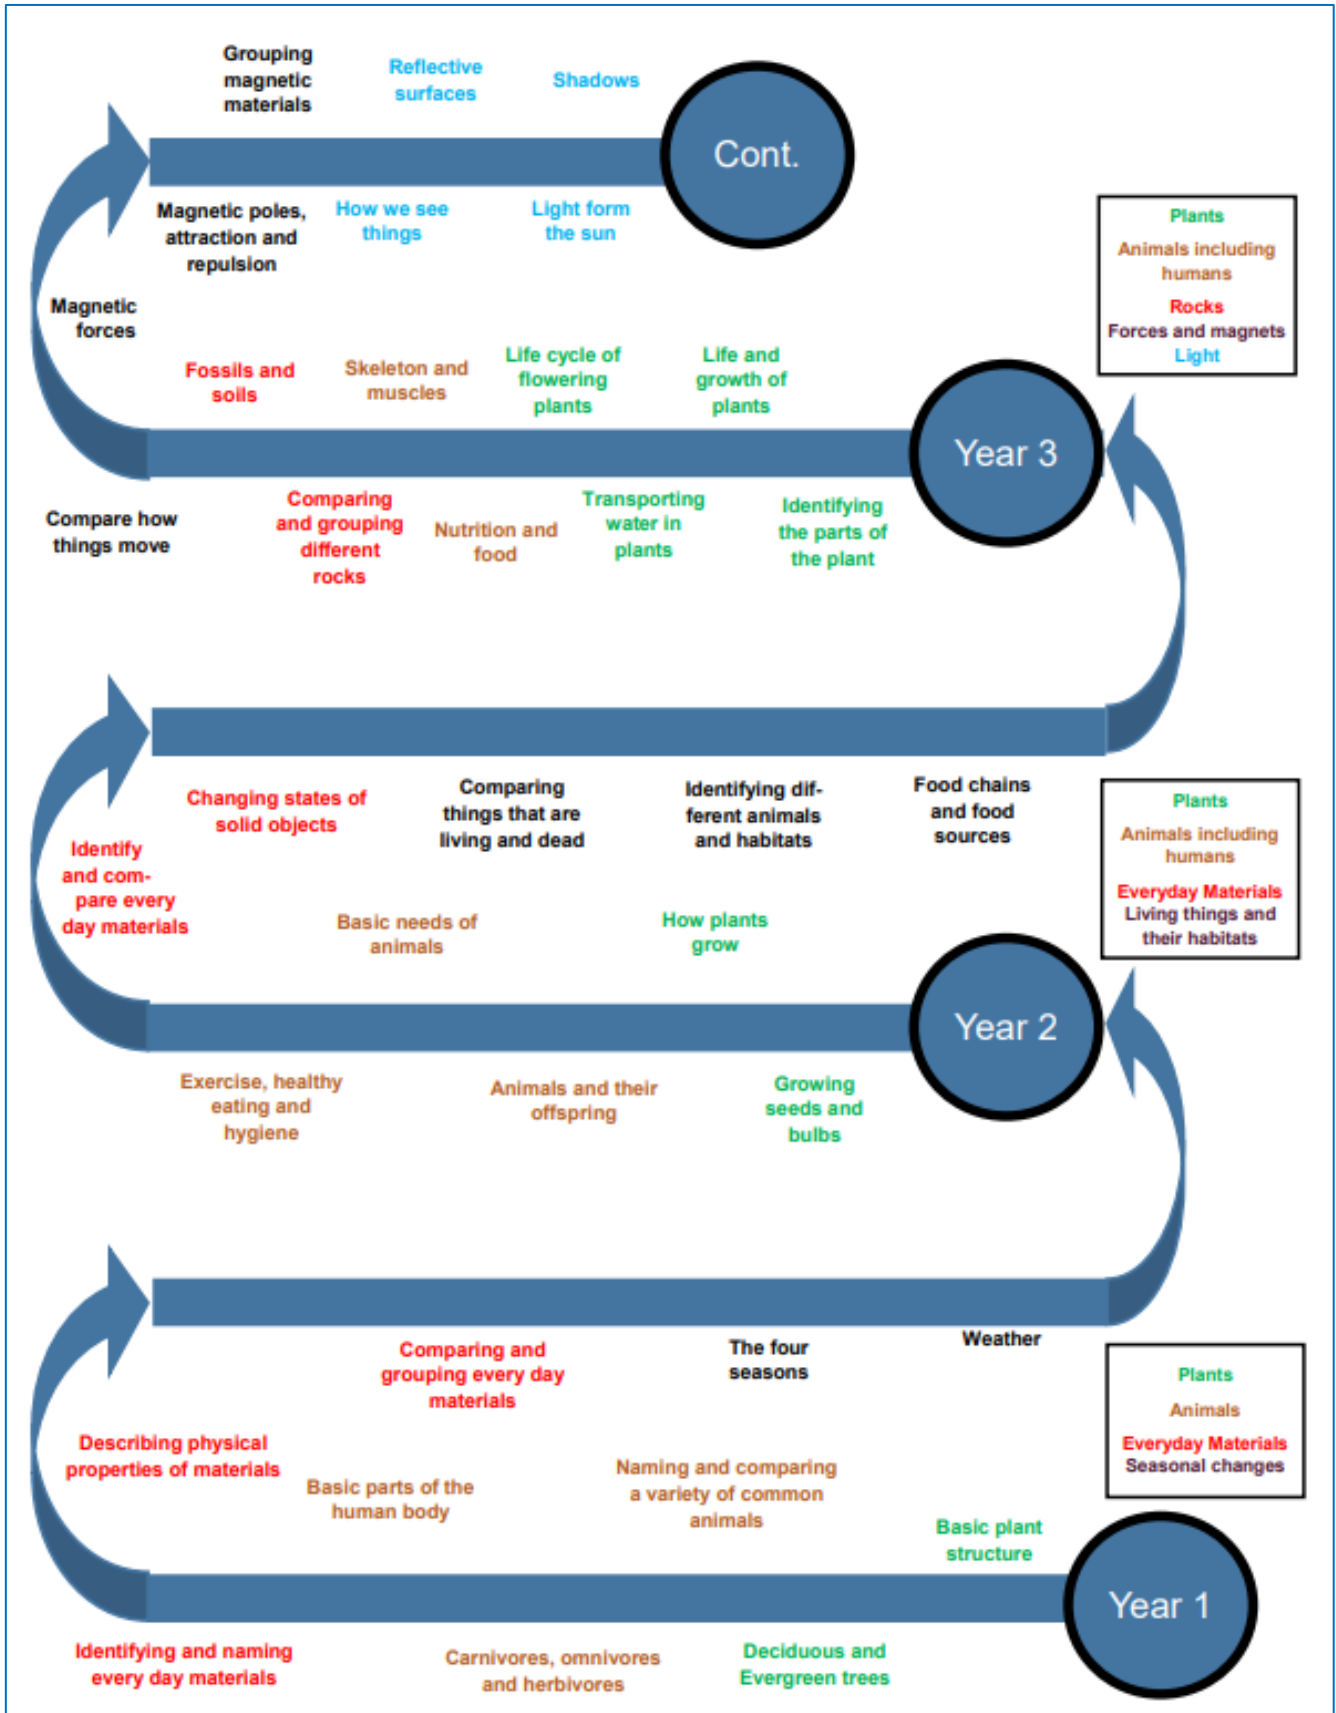 Grouping
magnetic
materials
Reflective
surfaces
Shadows
Cont.
Magnetic poles,
attraction and
repulsion
How we see
things
Light form
the sun
Plants
Animals including
humans
Rocks
Forces and magnets
Light
Magnetic
forces
Fossils and
soils
Skeleton and
muscles
Life cycle of
flowering
plants
Life and
growth of
plants
Year 3
Compare how
things move
Comparing
and grouping
different
rocks
Nutrition and
food
Transporting
water in
plants
Identifying
the parts of
the plant
Changing states of
solid objects
Comparing
things that are
living and dead
Identifying dif-
ferent animals
and habitats
Food chains
and food
sources
Plants
Animals including
humans
Everyday Materials
Living things and
their habitats
Identify
and com-
pare every
day materials
Basic needs of
animals
How plants
grow
Year 2
Exercise, healthy
eating and
hygiene
Animals and their
offspring
Growing
seeds and
bulbs
Comparing and
grouping every day
materials
The four
seasons
Weather
Plants
Animals
Everyday Materials
Seasonal changes
Describing physical
properties of materials
Basic parts of the
human body
Naming and comparing
a variety of common
animals
Basic plant
structure
Year 1
Identifying and naming
every day materials
Carnivores, omnivores
and herbivores
Deciduous and
Evergreen trees